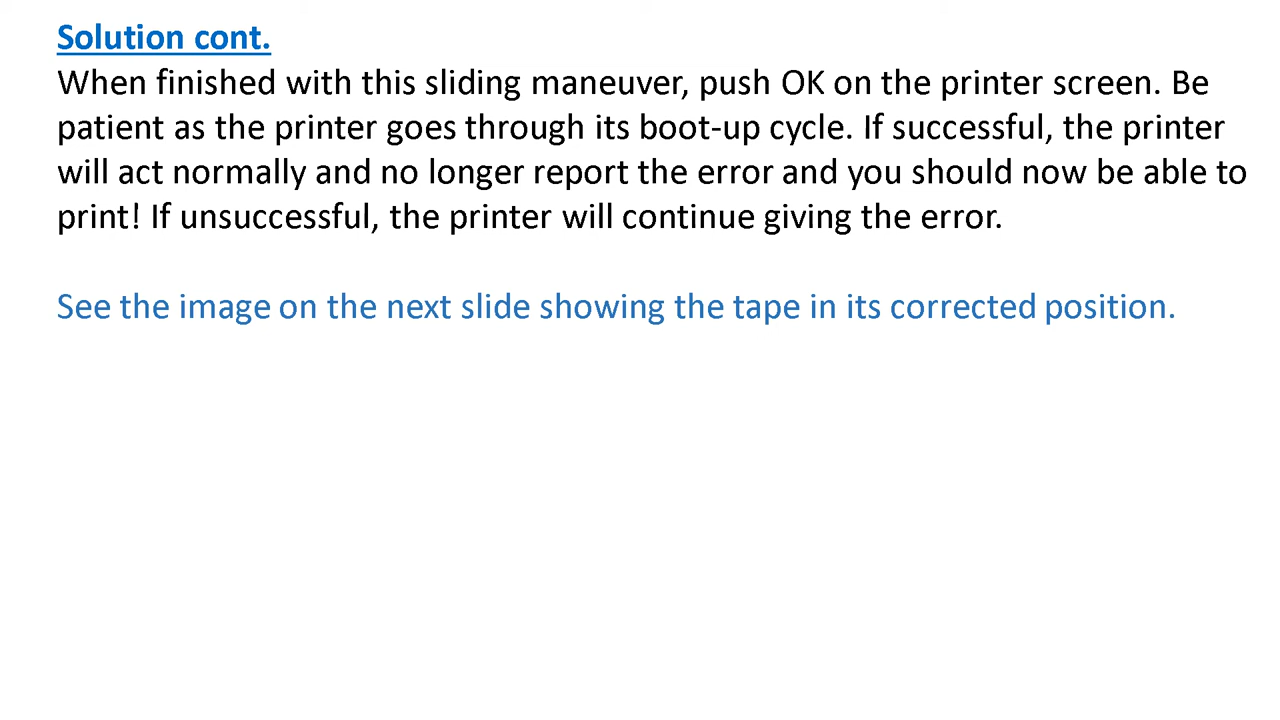 Solution cont.
When finished with this sliding maneuver, push OK on the printer screen. Be
patient as the printer goes through its boot-up cycle. If successful, the printer
will act normally and no longer report the error and you should now be able to
print! If unsuccessful, the printer will continue giving the error.
See the image on the next slide showing the tape in its corrected position.